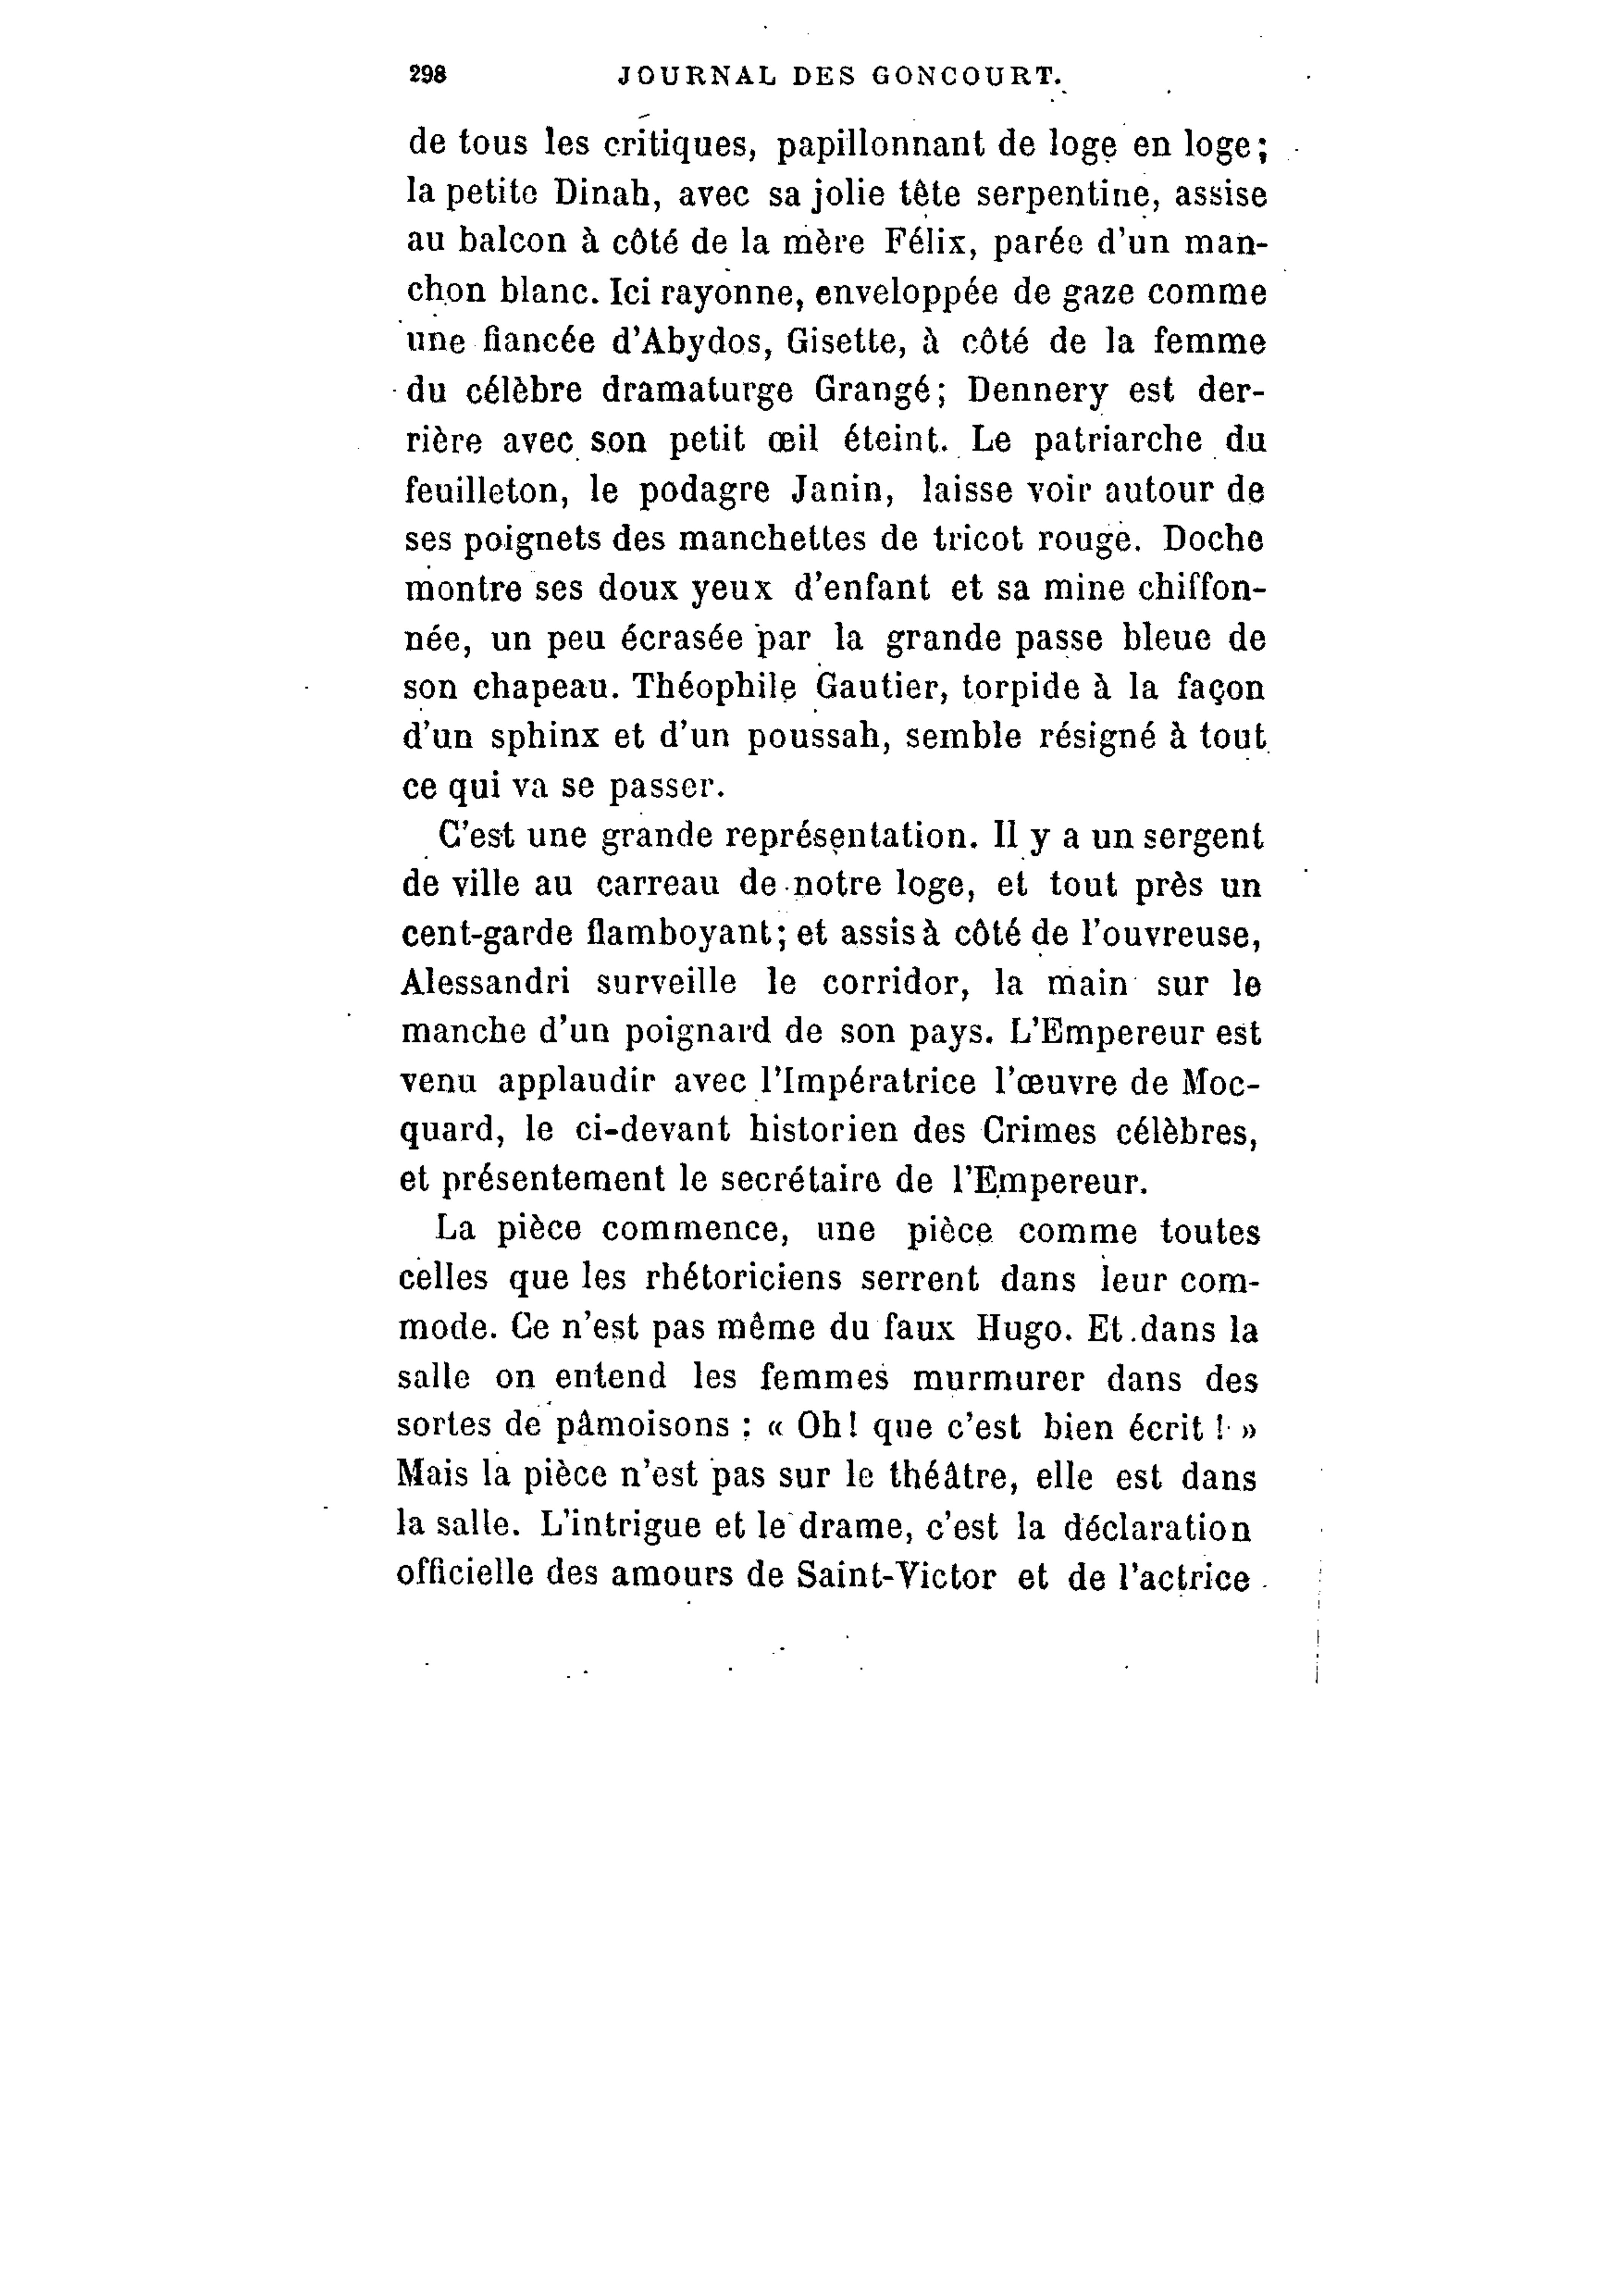 298 JOURNAL DES GONCOURT.
de tous les critiques, papillonnant de loge en loge;
la petite Dinah, avec sa jolie tête serpentine, assise
au balcon à côté de la mère Félix, parée d'un man-
chon blanc. Ici rayonne, enveloppée de gaze comme
une fiancée d'Abydos, Gisette, à côté de la femme
du célèbre dramaturge Grangé; Dennery est der-
rière avec son petit œil éteint. Le patriarche du
feuilleton, le podagre Janin, laisse voir autour de
ses poignets des manchettes de tricot rouge. Doche
montre ses doux yeux d'enfant et sa mine chiffon-
née, un peu écrasée par la grande passe bleue de
son chapeau. Théophile Gautier, torpide à la façon
d'un sphinx et d'un poussah, semble résigné à tout
ce qui va se passer.
C'est une grande représentation. Il y a un sergent
de ville au carreau de notre loge, et tout près un
cent-garde flamboyant; et assis à côté de l'ouvreuse,
Alessandri surveille le corridor, la main sur le
manche d'un poignard de son pays. L'Empereur est
venu applaudir avec l'Impératrice l'œuvre de Moc-
quard, le ci-devant historien des Crimes célèbres,
et présentement le secrétaire de l'Empereur.
La pièce commence, une pièce comme toutes
celles que les rhétoriciens serrent dans leur com-
mode. Ce n'est pas même du faux Hugo. Et dans la
salle on entend les femmes murmurer dans des
sortes de pâmoisons : « Oh! que c'est bien écrit ! »
Mais la pièce n'est pas sur le théâtre, elle est dans
la salle. L'intrigue et le drame, c'est la déclaration
officielle des amours de Saint-Victor et de l'actrice